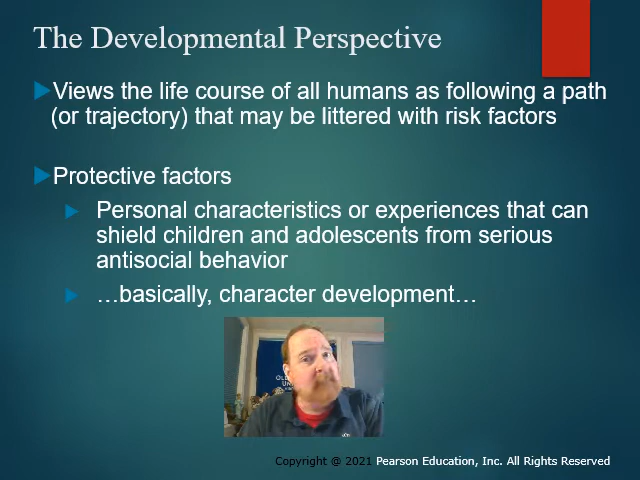 The Developmental Perspective
Views the life course of all humans as following a path
(or trajectory) that may be littered with risk factors
Protective factors
Personal characteristics or experiences that can
shield children and adolescents from serious
antisocial behavior
…basically, character development…
Copyright @ 2021 Pearson Education, Inc. All Rights Reserved